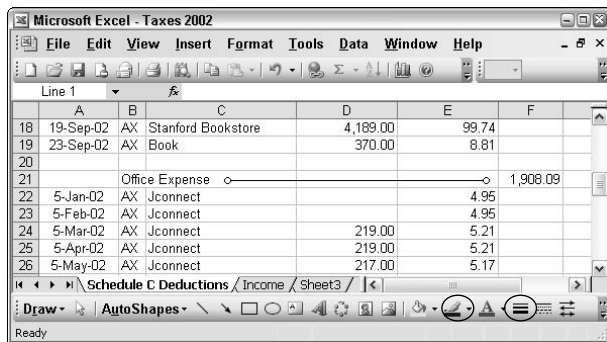 Microsoft Excel - Taxes 2002
File Edit View Insert Format Tools Data Window Help
Line 1 fx
A B C D E F
18 19-Sep-02 AX Stanford Bookstore 4,189.00 99.74
19 23-Sep-02 AX Book 370.00 8.81
20
21 Office Expense 1,908.09
22 5-Jan-02 AX Jconnect 4.95
23 5-Feb-02 AX Jconnect 4.95
24 5-Mar-02 AX Jconnect 219.00 5.21
25 5-Apr-02 AX Jconnect 219.00 5.21
26 5-May-02 AX Jconnect 217.00 5.17
Schedule C Deductions / Income / Sheet3 /
Draw AutoShapes A
Ready